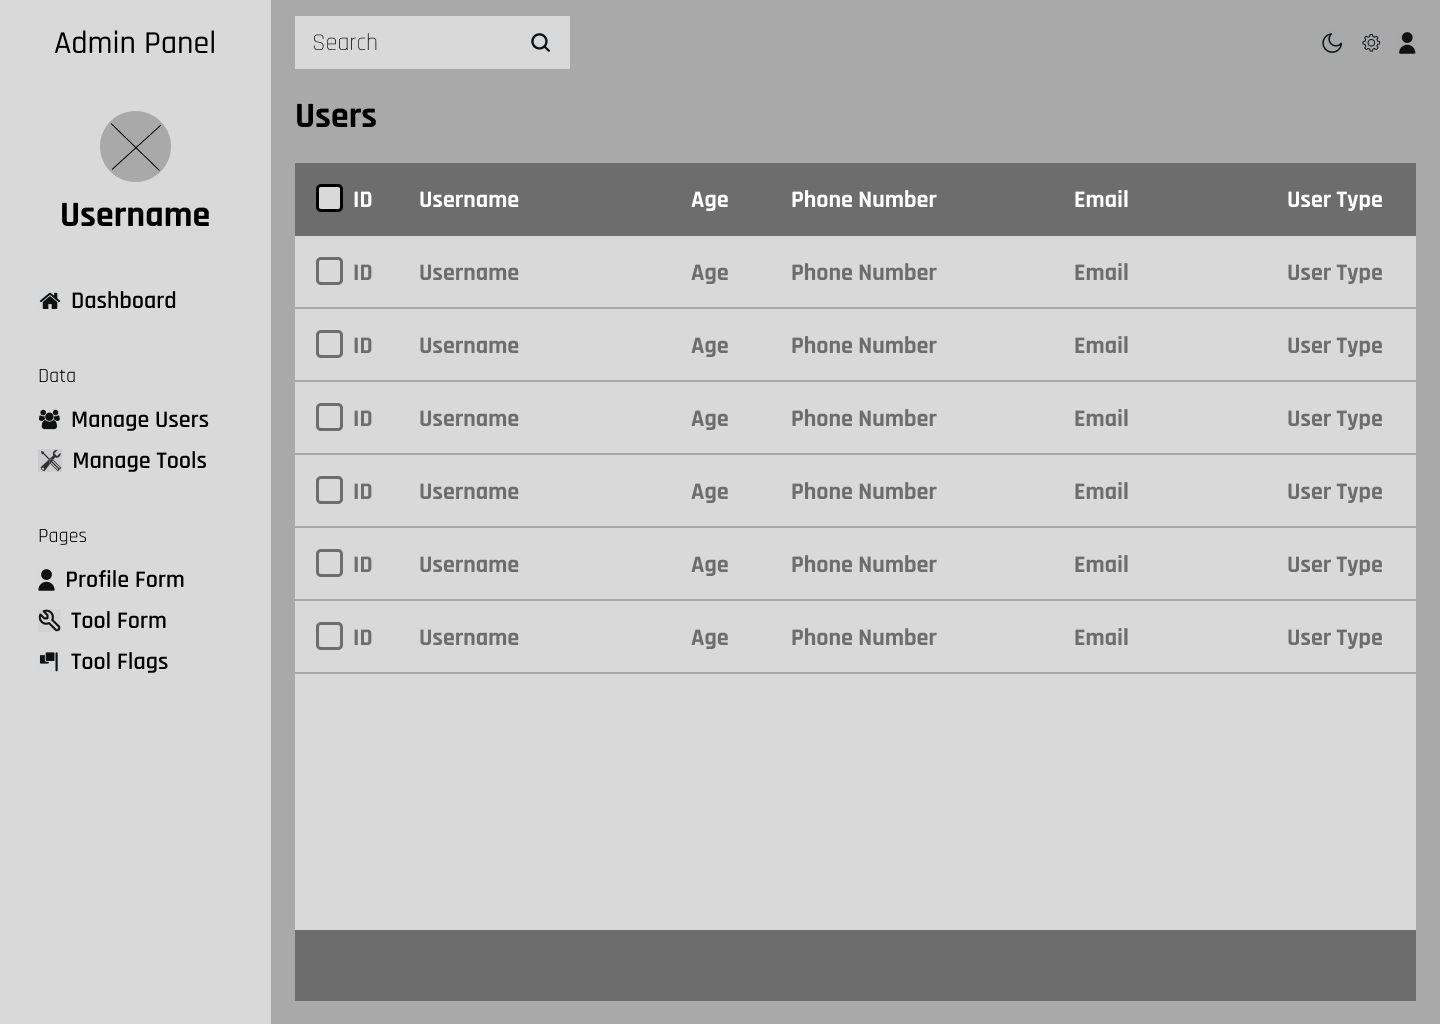 Admin Panel
Username
Dashboard
Data
Manage Users
Manage Tools
Pages
Profile Form
Tool Form
Tool Flags
Search
Users
ID Username Age Phone Number Email User Type
ID Username Age Phone Number Email User Type
ID Username Age Phone Number Email User Type
ID Username Age Phone Number Email User Type
ID Username Age Phone Number Email User Type
ID Username Age Phone Number Email User Type
ID Username Age Phone Number Email User Type